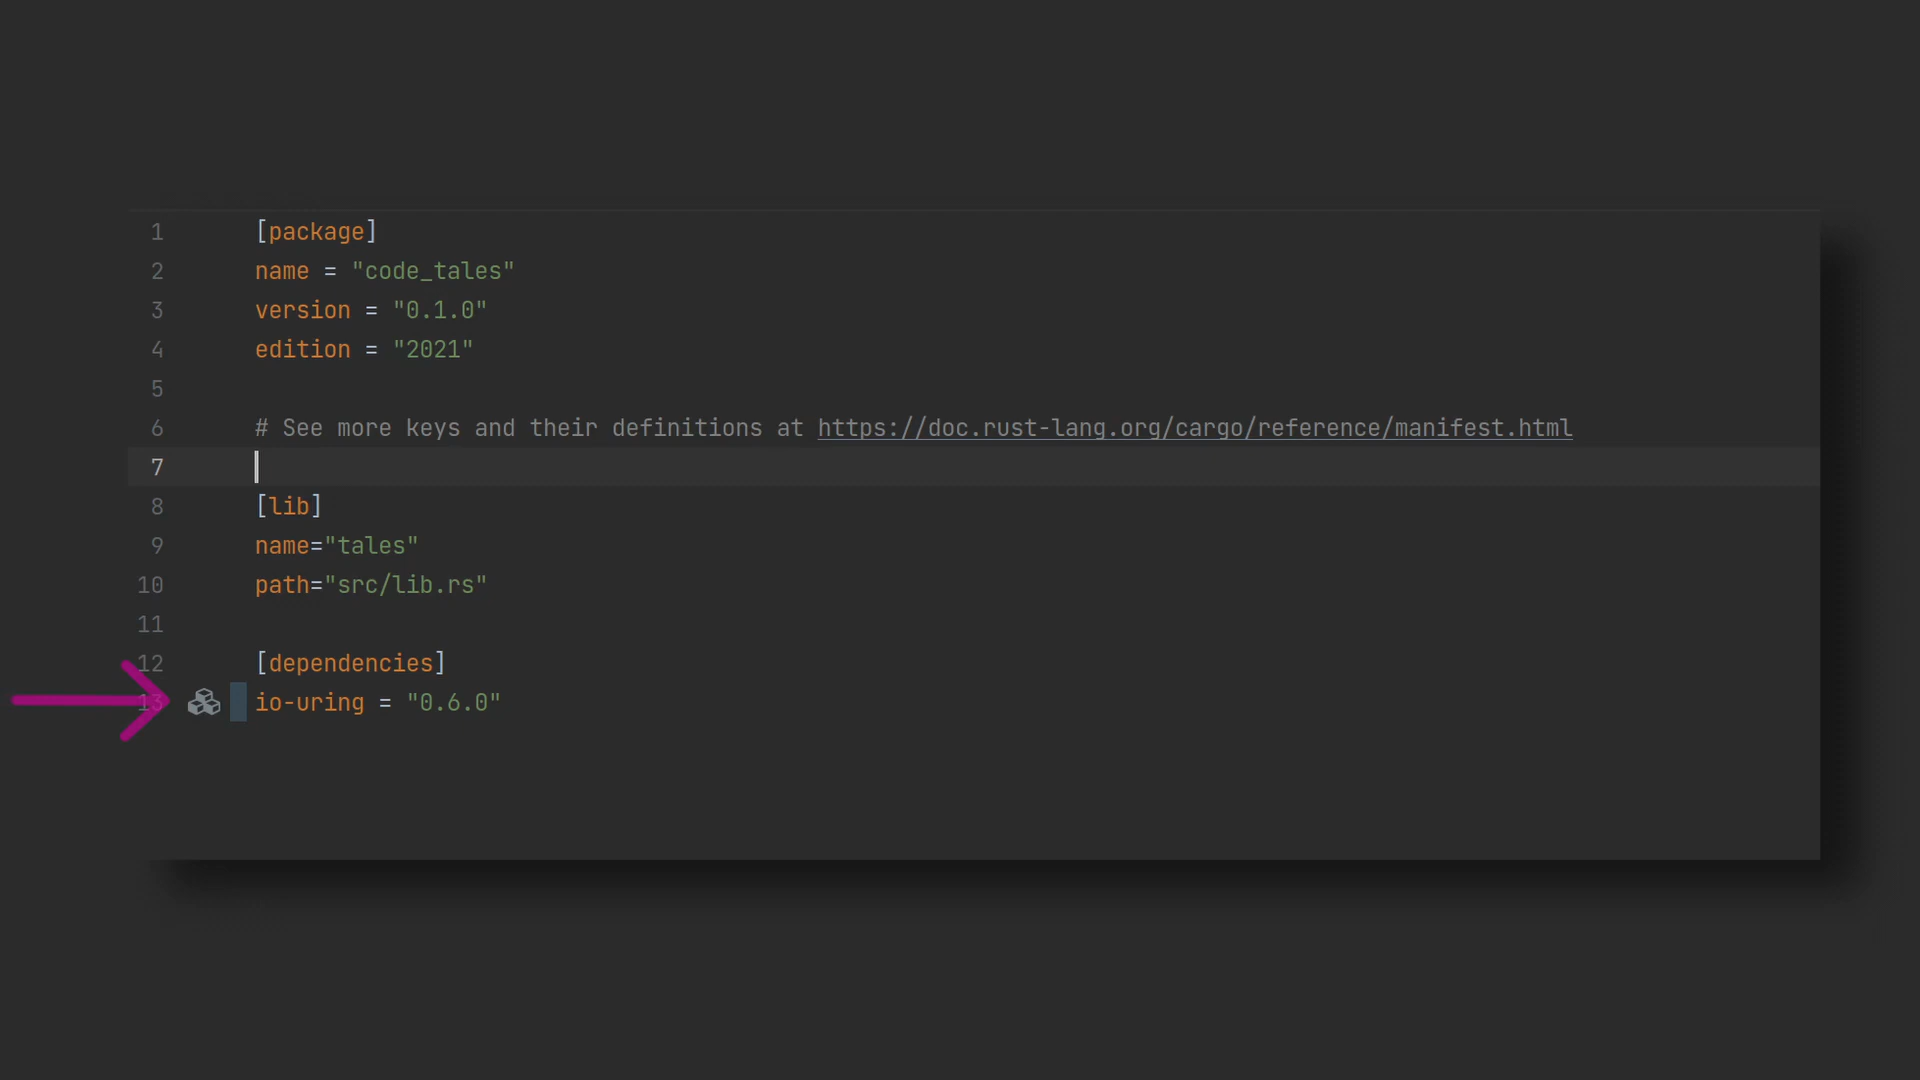 1 [package]
2 name = "code_tales"
3 version = "0.1.0"
4 edition = "2021"
5
6 # See more keys and their definitions at https://doc.rust-lang.org/cargo/reference/manifest.html
7
8 [lib]
9 name="tales"
10 path="src/lib.rs"
11
12 [dependencies]
13 io-uring = "0.6.0"